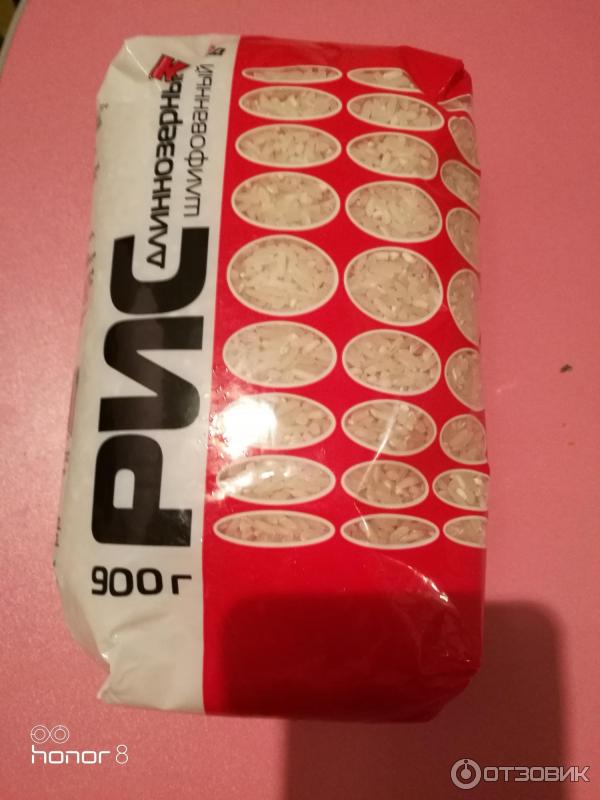 РИС
длиннозерный
шлифованный
900 г
honor 8
ОТЗОВИК